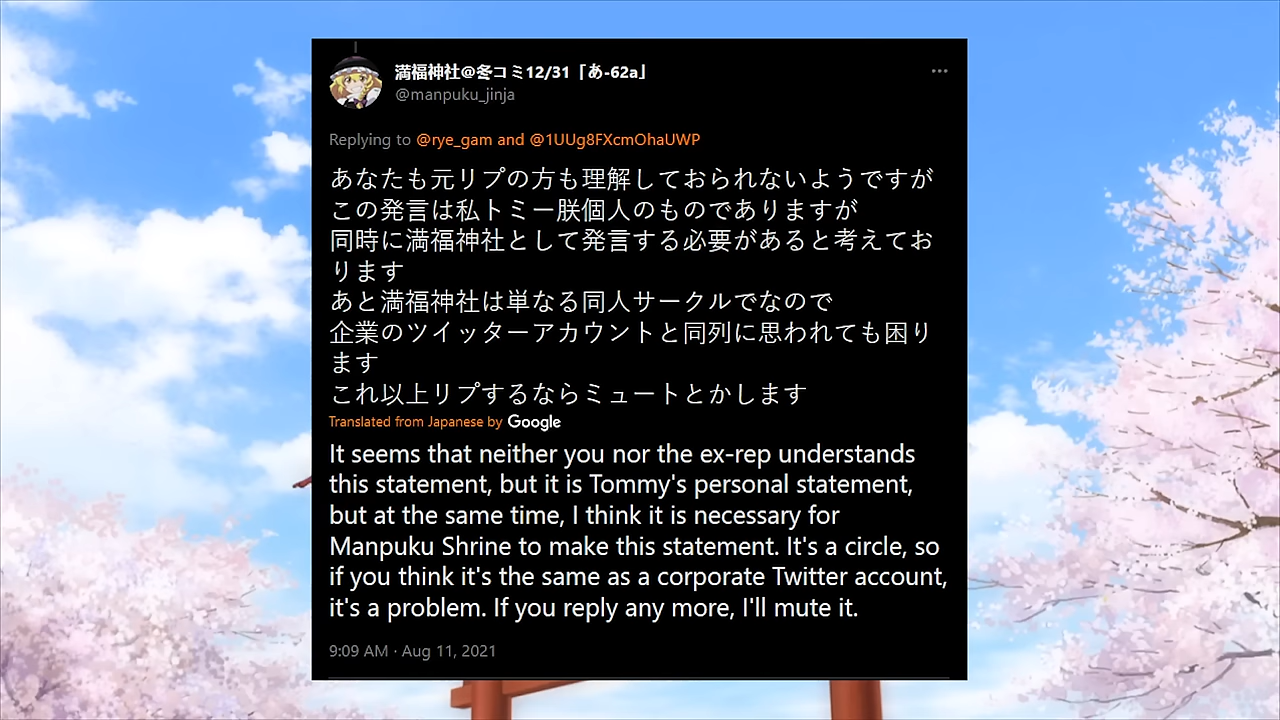 満福神社@冬コミ12/31「あ-62a」
@manpuku_jinja
Replying to @rye_gam and @1UUg8FXcmOhaUWP
あなたも元リプの方も理解しておられないようですが
この発言は私トミー朕個人のものでありますが
同時に満福神社として発言する必要があると考えてお
ります
あと満福神社は単なる同人サークルでなので
企業のツイッターアカウントと同列に思われても困り
ます
これ以上リプするならミュートとかします
Translated from Japanese by Google
It seems that neither you nor the ex-rep understands
this statement, but it is Tommy's personal statement,
but at the same time, I think it is necessary for
Manpuku Shrine to make this statement. It's a circle, so
if you think it's the same as a corporate Twitter account,
it's a problem. If you reply any more, I'll mute it.
9:09 AM · Aug 11, 2021